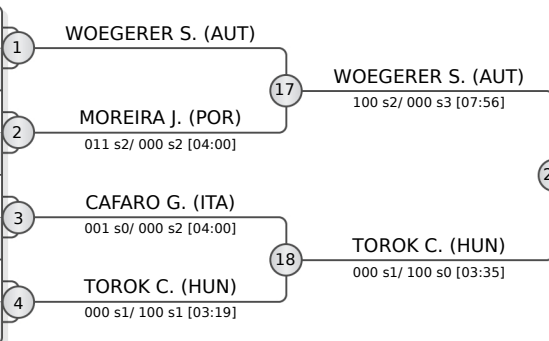 1
WOEGERER S. (AUT)
17
WOEGERER S. (AUT)
100 s2/ 000 s3 [07:56]
2
MOREIRA J. (POR)
011 s2/ 000 s2 [04:00]
3
CAFARO G. (ITA)
001 s0/ 000 s2 [04:00]
18
TOROK C. (HUN)
000 s1/ 100 s0 [03:35]
4
TOROK C. (HUN)
000 s1/ 100 s1 [03:19]